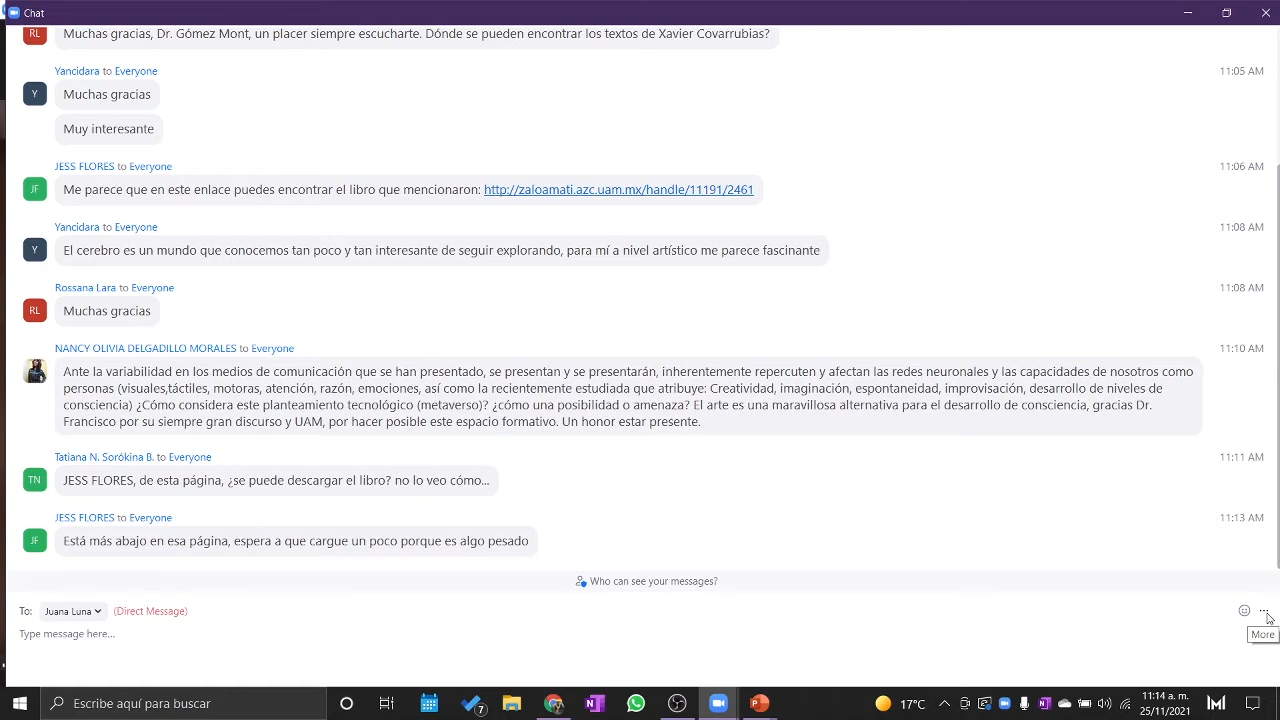 Chat
RL
Muchas gracias, Dr. Gómez Mont, un placer siempre escucharte. Dónde se pueden encontrar los textos de Xavier Covarrubias?
Yancidara to Everyone 11:05 AM
Y
Muchas gracias
Muy interesante
JESS FLORES to Everyone 11:06 AM
JF
Me parece que en este enlace puedes encontrar el libro que mencionaron: http://zaloamati.azc.uam.mx/handle/11191/2461
Yancidara to Everyone 11:08 AM
Y
El cerebro es un mundo que conocemos tan poco y tan interesante de seguir explorando, para mí a nivel artístico me parece fascinante
Rossana Lara to Everyone 11:08 AM
RL
Muchas gracias
NANCY OLIVIA DELGADILLO MORALES to Everyone 11:10 AM
Ante la variabilidad en los medios de comunicación que se han presentado, se presentan y se presentarán, inherentemente repercuten y afectan las redes neuronales y las capacidades de nosotros como
personas (visuales,táctiles, motoras, atención, razón, emociones, así como la recientemente estudiada que atribuye: Creatividad, imaginación, espontaneidad, improvisación, desarrollo de niveles de
consciencia) ¿Cómo considera este planteamiento tecnológico (metaverso)? ¿cómo una posibilidad o amenaza? El arte es una maravillosa alternativa para el desarrollo de consciencia, gracias Dr.
Francisco por su siempre gran discurso y UAM, por hacer posible este espacio formativo. Un honor estar presente.
Tatiana N. Sorókina B. to Everyone 11:11 AM
TN
JESS FLORES, de esta página, ¿se puede descargar el libro? no lo veo cómo...
JESS FLORES to Everyone 11:13 AM
JF
Está más abajo en esa página, espera a que cargue un poco porque es algo pesado
Who can see your messages?
To: Juana Luna (Direct Message)
Type message here...
More
Escribe aquí para buscar
7
17°C
11:14 a. m.
25/11/2021